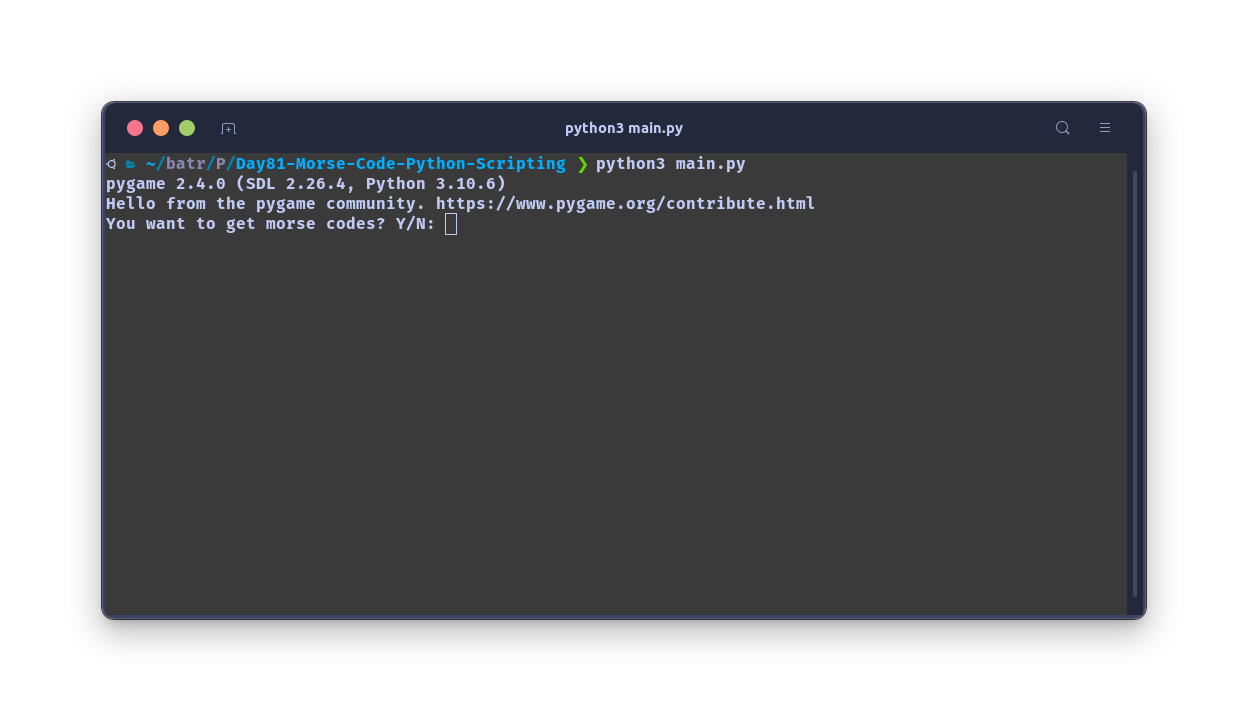 python3 main.py
~/batr/P/Day81-Morse-Code-Python-Scripting ❯ python3 main.py
pygame 2.4.0 (SDL 2.26.4, Python 3.10.6)
Hello from the pygame community. https://www.pygame.org/contribute.html
You want to get morse codes? Y/N: